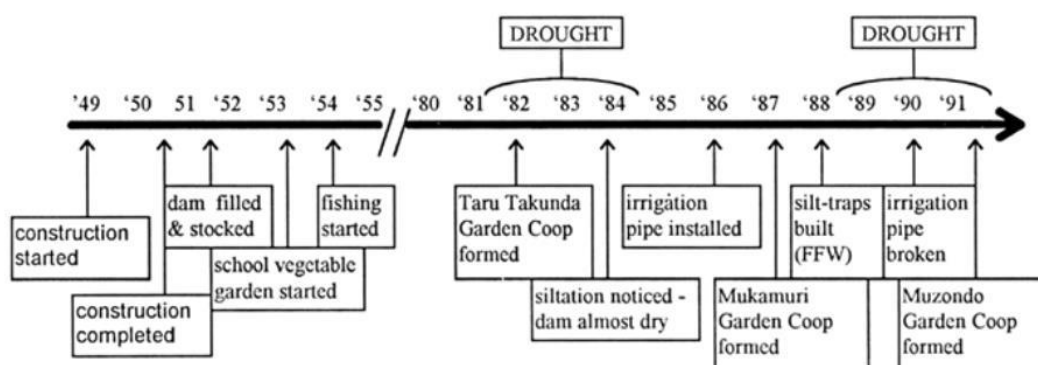 DROUGHT DROUGHT
'49 '50 51 '52 '53 '54 '55 '80 '81 '82 '83 '84 '85 '86 '87 '88 '89 '90 '91
construction
started
construction
completed
dam filled
& stocked
school vegetable
garden started
fishing
started
Taru Takunda
Garden Coop
formed
siltation noticed -
dam almost dry
irrigation
pipe installed
Mukamuri
Garden Coop
formed
silt-traps
built
(FFW)
irrigation
pipe
broken
Muzondo
Garden Coop
formed